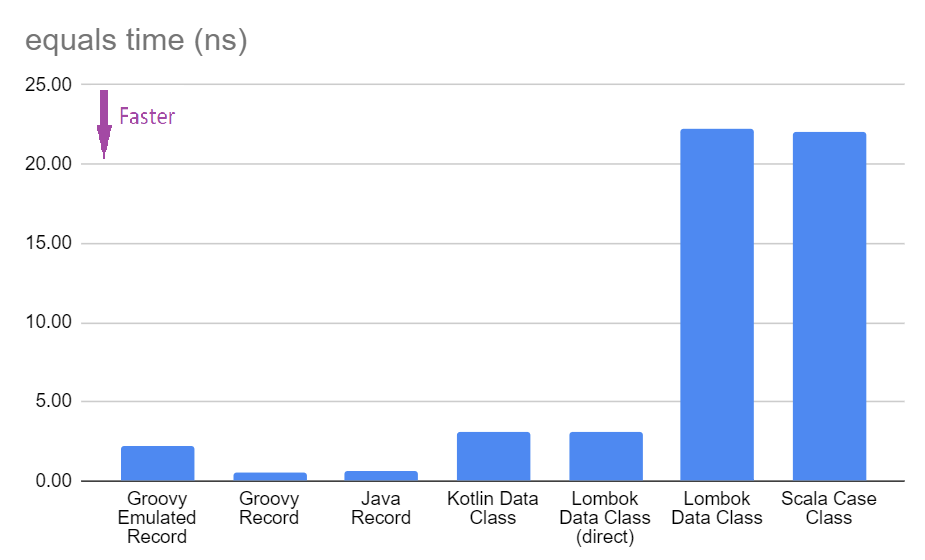 equals time (ns)
25.00
Faster
20.00
15.00
10.00
5.00
0.00
Groovy
Emulated
Record
Groovy
Record
Java
Record
Kotlin Data
Class
Lombok
Data Class
(direct)
Lombok
Data Class
Scala Case
Class